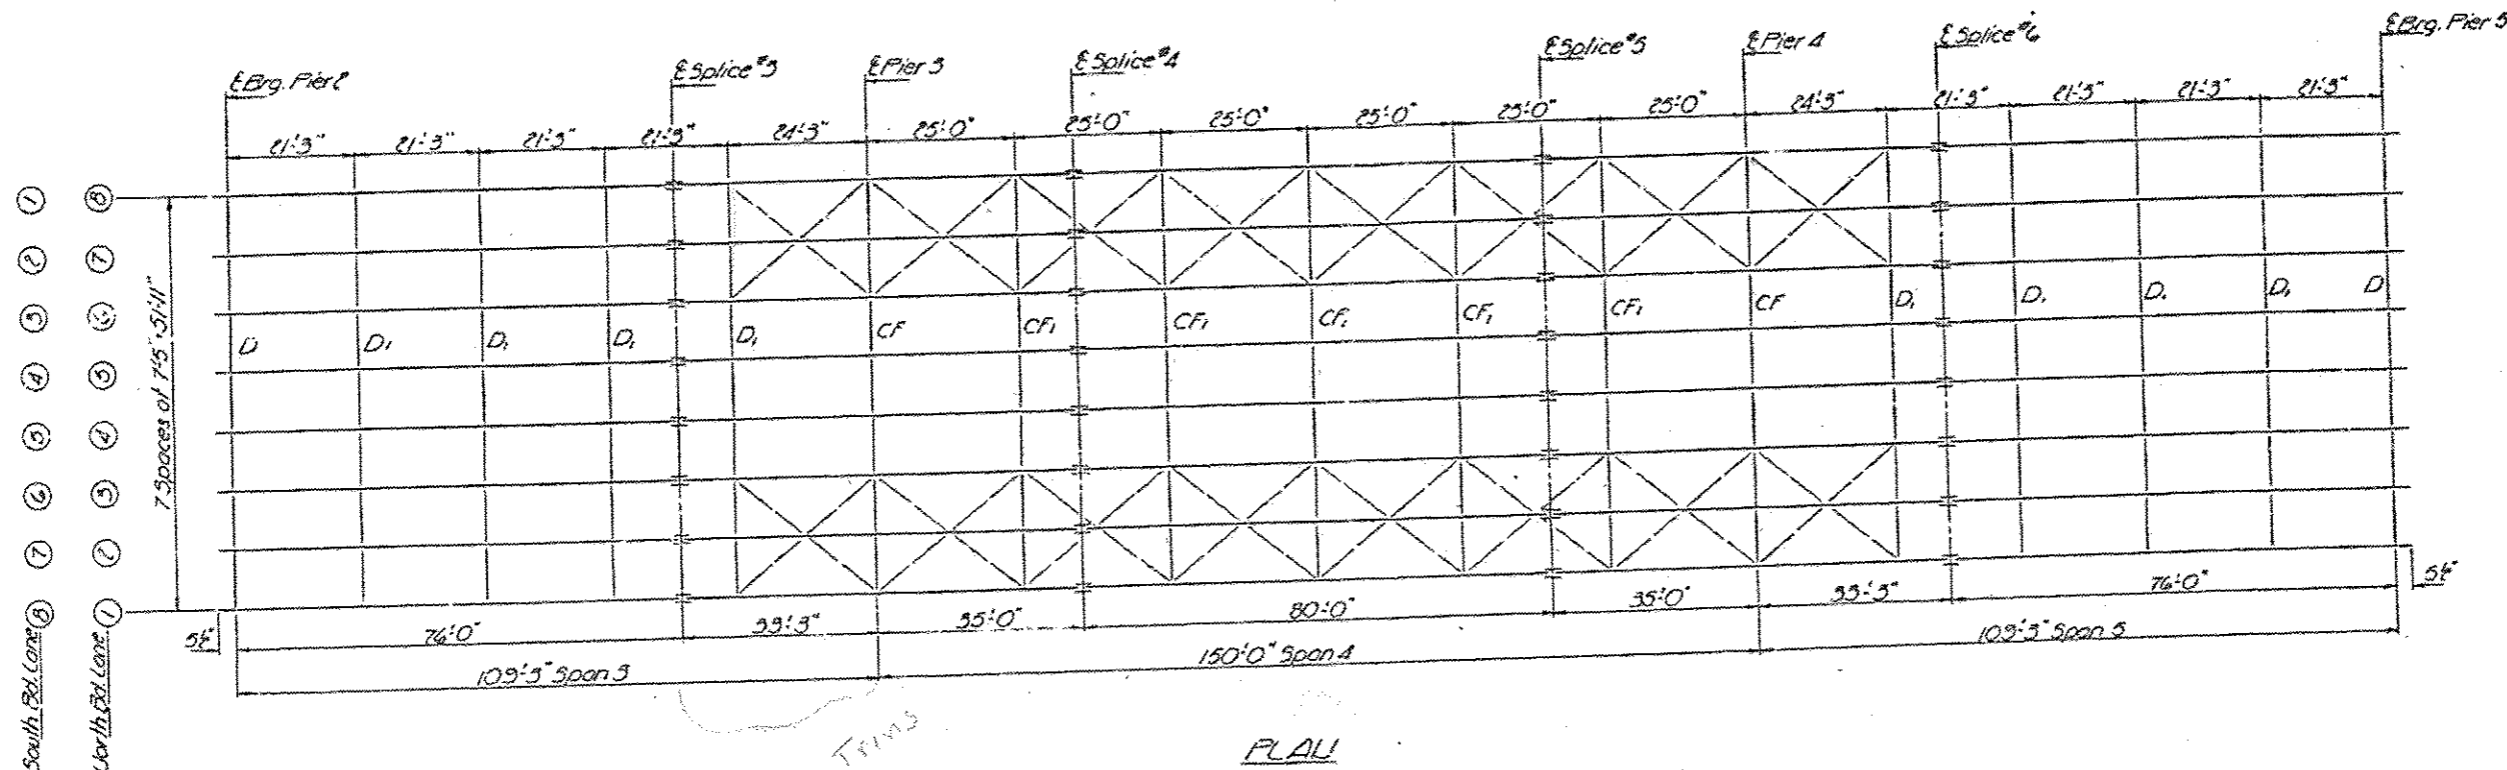 ℄ Brg. Pier 2
℄ Splice #3
℄ Pier 3
℄ Splice #4
℄ Splice #5
℄ Pier 4
℄ Splice #6
℄ Brg. Pier 5
21'-3" 21'-3" 21'-3" 21'-3" 24'-3" 25'-0" 25'-0" 25'-0" 25'-0" 25'-0" 25'-0" 24'-3" 21'-3" 21'-3" 21'-3" 21'-3"
1 8
2 7
3 6
4 5
5 4
6 3
7 2
8 1
South Bd. Lane
North Bd. Lane
7 Spaces at 7'-5" = 51'-11"
D D1 D1 D1 D1 CF CF1 CF1 CF1 CF1 CF1 CF D1 D1 D1 D1 D
5½" 76'-0" 33'-3" 35'-0" 80'-0" 35'-0" 33'-3" 76'-0" 5½"
109'-3" Span 3 150'-0" Span 4 109'-3" Span 5
Trins
PLAN